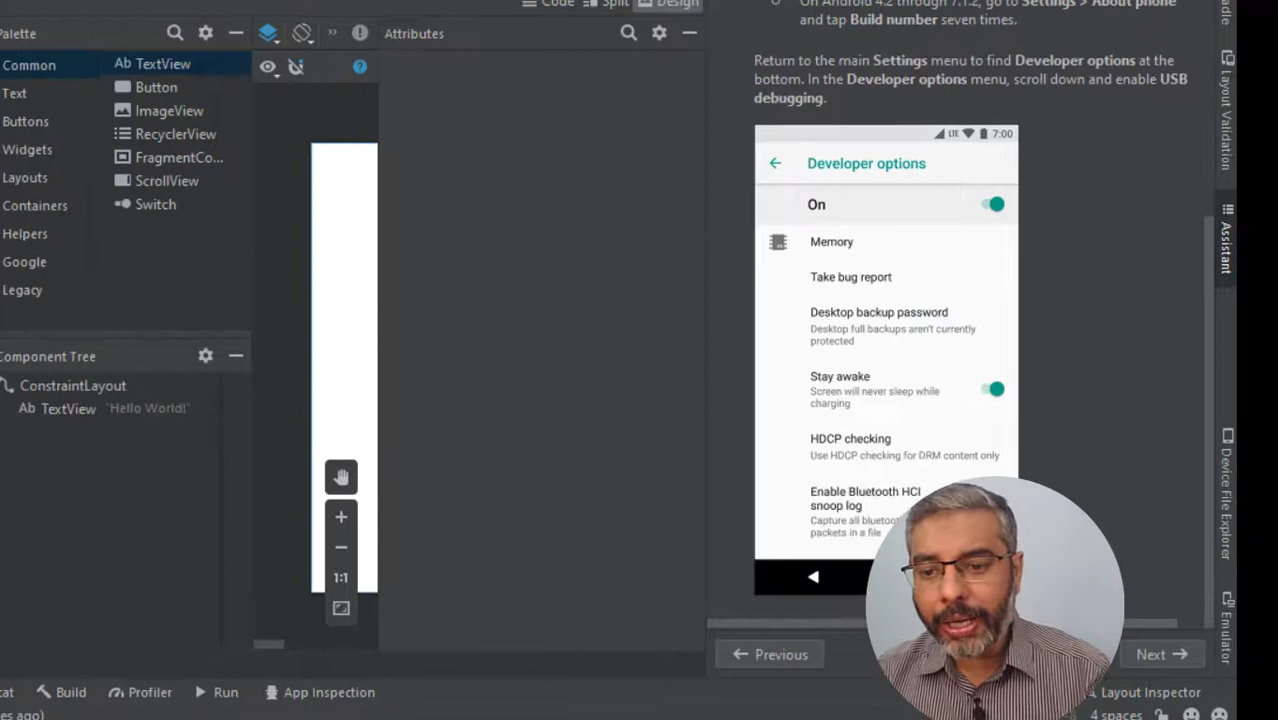 Code
Split
Design
Palette
Common
Text
Buttons
Widgets
Layouts
Containers
Helpers
Google
Legacy
Ab TextView
Button
ImageView
RecyclerView
FragmentCo...
ScrollView
Switch
Component Tree
ConstraintLayout
Ab TextView "Hello World!"
Attributes
1:1
On Android 4.2 through 7.1.2, go to Settings > About phone
and tap Build number seven times.
Return to the main Settings menu to find Developer options at the
bottom. In the Developer options menu, scroll down and enable USB
debugging.
LTE 7:00
Developer options
On
Memory
Take bug report
Desktop backup password
Desktop full backups aren't currently
protected
Stay awake
Screen will never sleep while
charging
HDCP checking
Use HDCP checking for DRM content only
Enable Bluetooth HCI
snoop log
Capture all
packets in a file
Previous
Next
Layout Validation
Assistant
Device File Explorer
Emulator
Build
Profiler
Run
App Inspection
Layout Inspector
4 spaces